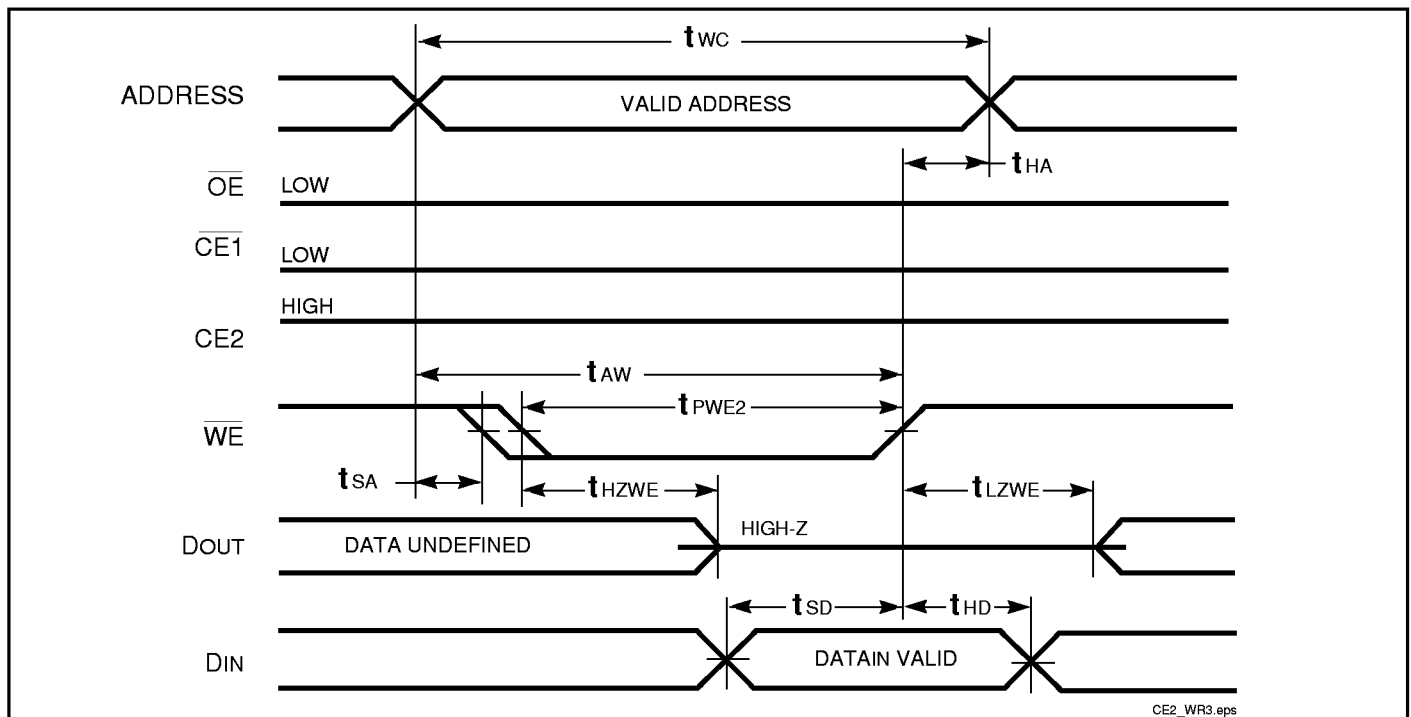 tWC
ADDRESS
VALID ADDRESS
tHA
OE
LOW
CE1
LOW
HIGH
CE2
tAW
tPWE2
WE
tSA
tHZWE
tLZWE
HIGH-Z
DOUT
DATA UNDEFINED
tSD
tHD
DIN
DATAIN VALID
CE2_WR3.eps